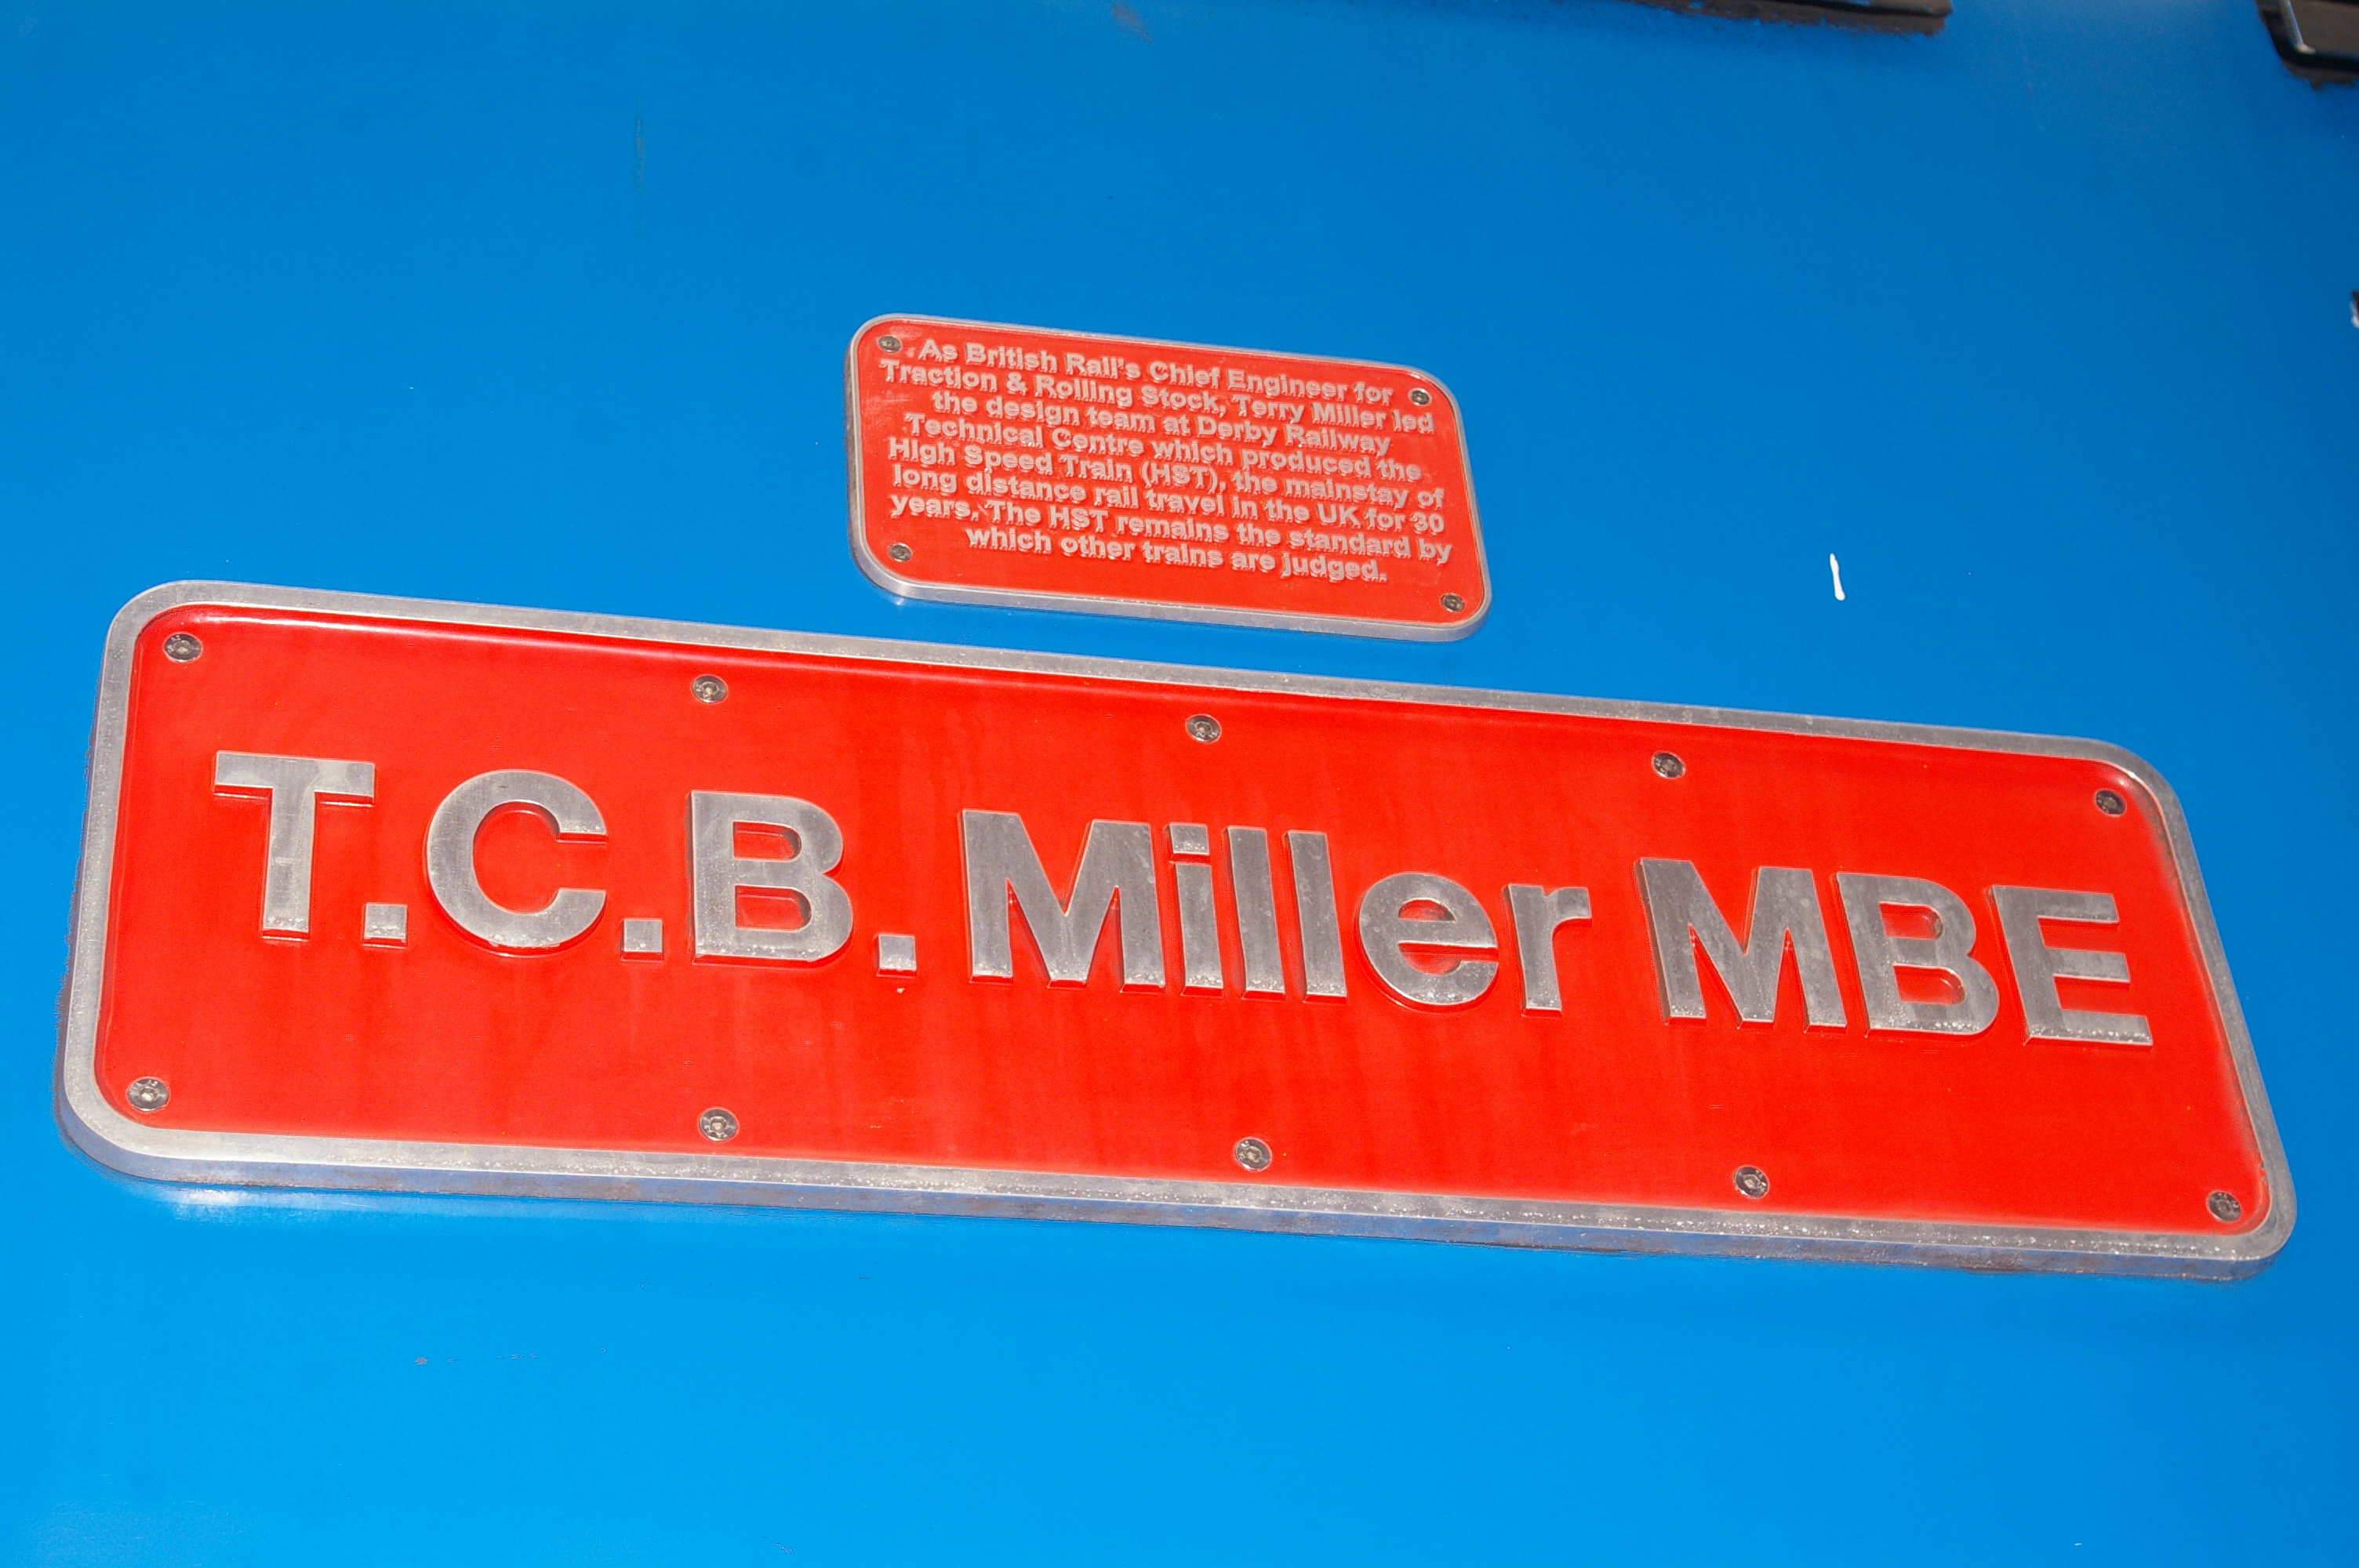 As British Rail's Chief Engineer for
Traction & Rolling Stock, Terry Miller led
the design team at Derby Railway
Technical Centre which produced the
High Speed Train (HST), the mainstay of
long distance rail travel in the UK for 30
years. The HST remains the standard by
which other trains are judged.
T.C.B. Miller MBE